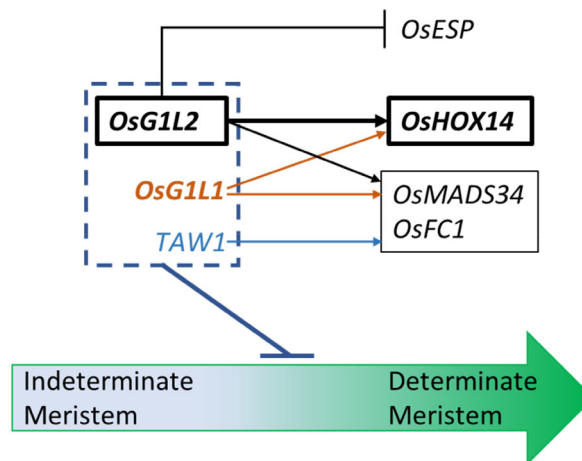 OsESP
OsG1L2
OsHOX14
OsG1L1
OsMADS34
OsFC1
TAW1
Indeterminate
Meristem
Determinate
Meristem